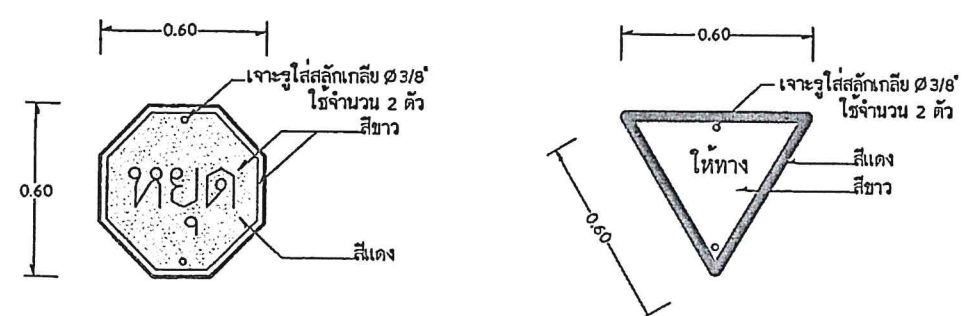 0.60
เจาะรูใส่สลักเกลียว Ø 3/8"
ใช้จำนวน 2 ตัว
สีขาว
0.60
หยุด
สีแดง
0.60
เจาะรูใส่สลักเกลียว Ø 3/8"
ใช้จำนวน 2 ตัว
ให้ทาง
สีแดง
สีขาว
0.60